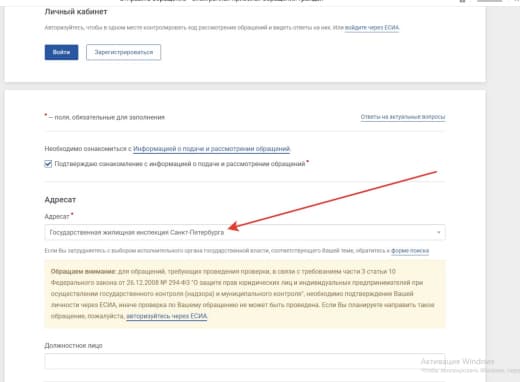 Личный кабинет
Авторизуйтесь, чтобы в одном месте контролировать ход рассмотрения обращений и видеть ответы на них. Или войдите через ЕСИА.
Войти
Зарегистрироваться
* — поля, обязательные для заполнения
Ответы на актуальные вопросы
Необходимо ознакомиться с Информацией о подаче и рассмотрении обращений.
Подтверждаю ознакомление с информацией о подаче и рассмотрении обращений.*
Адресат
Адресат *
Государственная жилищная инспекция Санкт-Петербурга
Если Вы затрудняетесь с выбором исполнительного органа государственной власти, соответствующего Вашей теме, обратитесь к форме поиска
Обращаем внимание: для обращений, требующих проведения проверки, в связи с требованием части 3 статьи 10
Федерального закона от 26.12.2008 № 294-ФЗ "О защите прав юридических лиц и индивидуальных предпринимателей при
осуществлении государственного контроля (надзора) и муниципального контроля", необходимо подтверждение Вашей
личности через ЕСИА, иначе проверка по Вашему обращению не может быть проведена. Если Вы планируете направить такое
обращение, пожалуйста, авторизуйтесь через ЕСИА.
Должностное лицо
Активация Windows
Чтобы активировать Windows,